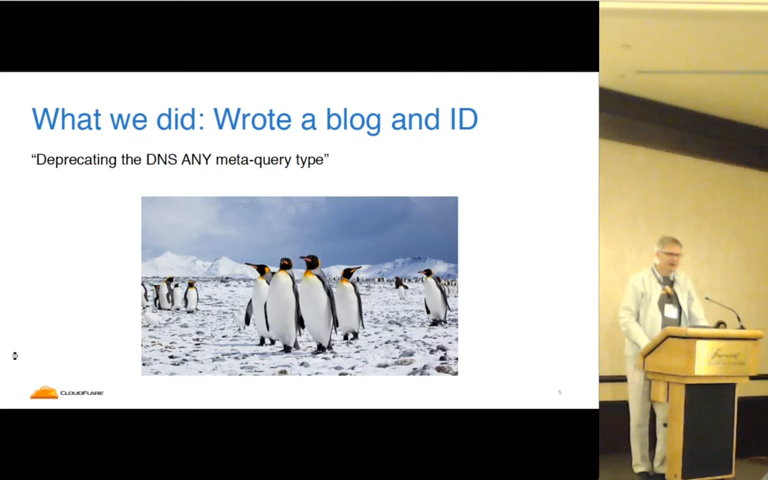 What we did: Wrote a blog and ID
“Deprecating the DNS ANY meta-query type”
CLOUDFLARE
5